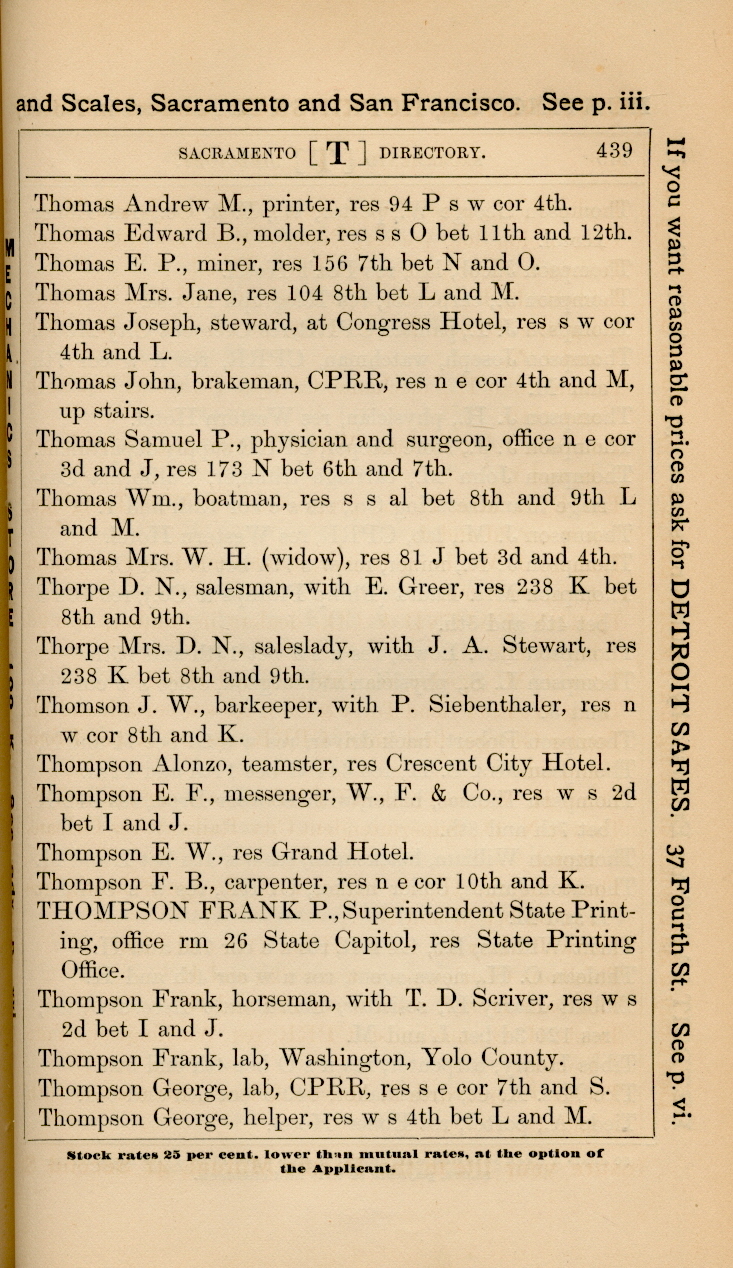 and Scales, Sacramento and San Francisco. See p. iii.
SACRAMENTO [ T ] DIRECTORY. 439
Thomas Andrew M., printer, res 94 P s w cor 4th.
Thomas Edward B., molder, res s s O bet 11th and 12th.
Thomas E. P., miner, res 156 7th bet N and O.
Thomas Mrs. Jane, res 104 8th bet L and M.
Thomas Joseph, steward, at Congress Hotel, res s w cor
4th and L.
Thomas John, brakeman, CPRR, res n e cor 4th and M,
up stairs.
Thomas Samuel P., physician and surgeon, office n e cor
3d and J, res 173 N bet 6th and 7th.
Thomas Wm., boatman, res s s al bet 8th and 9th L
and M.
Thomas Mrs. W. H. (widow), res 81 J bet 3d and 4th.
Thorpe D. N., salesman, with E. Greer, res 238 K bet
8th and 9th.
Thorpe Mrs. D. N., saleslady, with J. A. Stewart, res
238 K bet 8th and 9th.
Thomson J. W., barkeeper, with P. Siebenthaler, res n
w cor 8th and K.
Thompson Alonzo, teamster, res Crescent City Hotel.
Thompson E. F., messenger, W., F. & Co., res w s 2d
bet I and J.
Thompson E. W., res Grand Hotel.
Thompson F. B., carpenter, res n e cor 10th and K.
THOMPSON FRANK P., Superintendent State Print-
ing, office rm 26 State Capitol, res State Printing
Office.
Thompson Frank, horseman, with T. D. Scriver, res w s
2d bet I and J.
Thompson Frank, lab, Washington, Yolo County.
Thompson George, lab, CPRR, res s e cor 7th and S.
Thompson George, helper, res w s 4th bet L and M.
Stock rates 25 per cent. lower than mutual rates, at the option of
the Applicant.
If you want reasonable prices ask for DETROIT SAFES. 37 Fourth St. See p. vi.
MECHANICS STORE